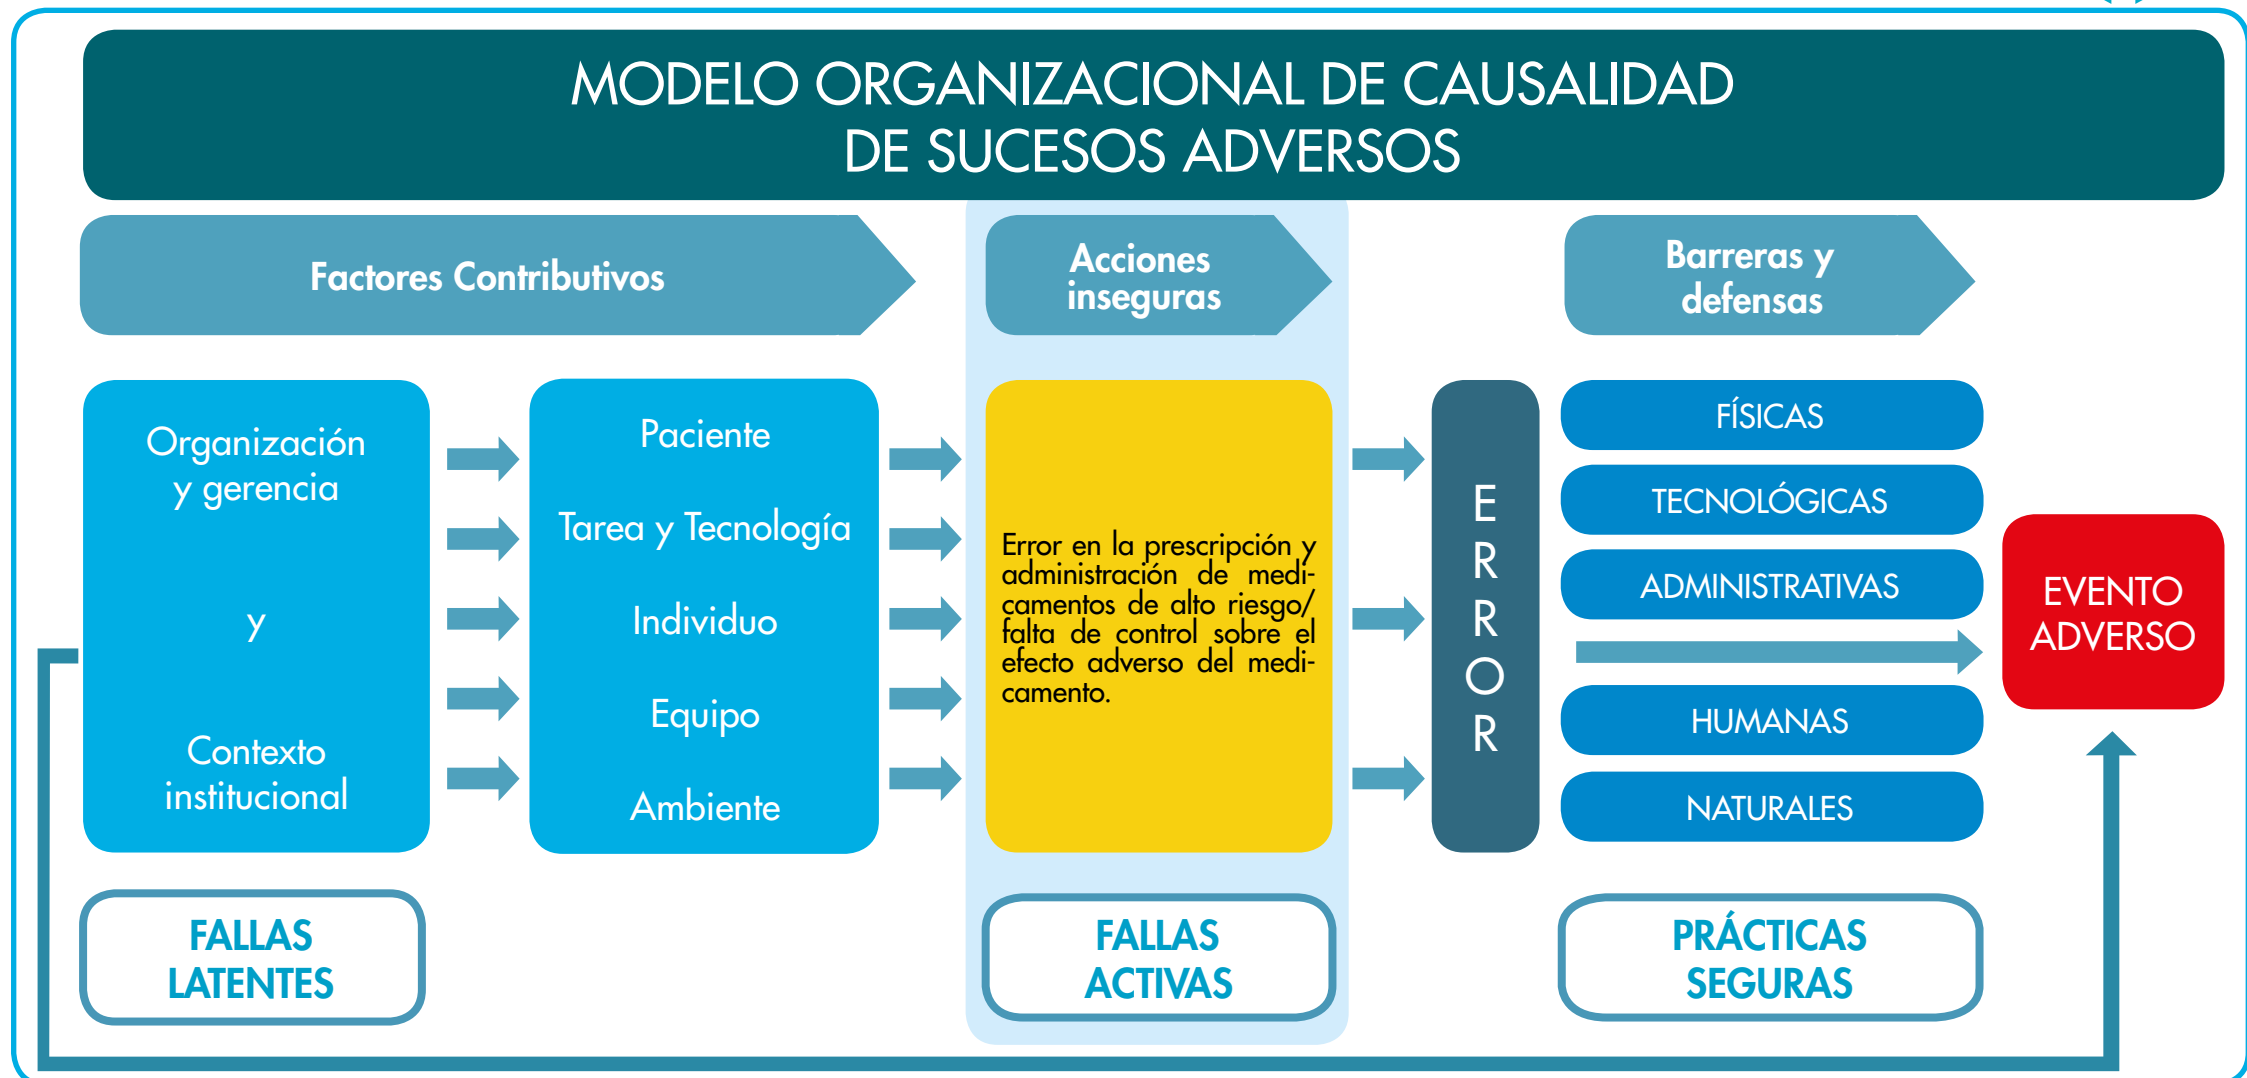 MODELO ORGANIZACIONAL DE CAUSALIDAD
DE SUCESOS ADVERSOS
Factores Contributivos
Acciones
inseguras
Barreras y
defensas
Organización
y gerencia
y
Contexto
institucional
Paciente
Tarea y Tecnología
Individuo
Equipo
Ambiente
Error en la prescripción y
administración de medi-
camentos de alto riesgo/
falta de control sobre el
efecto adverso del medi-
camento.
E
R
R
O
R
FÍSICAS
TECNOLÓGICAS
ADMINISTRATIVAS
HUMANAS
NATURALES
EVENTO
ADVERSO
FALLAS
LATENTES
FALLAS
ACTIVAS
PRÁCTICAS
SEGURAS